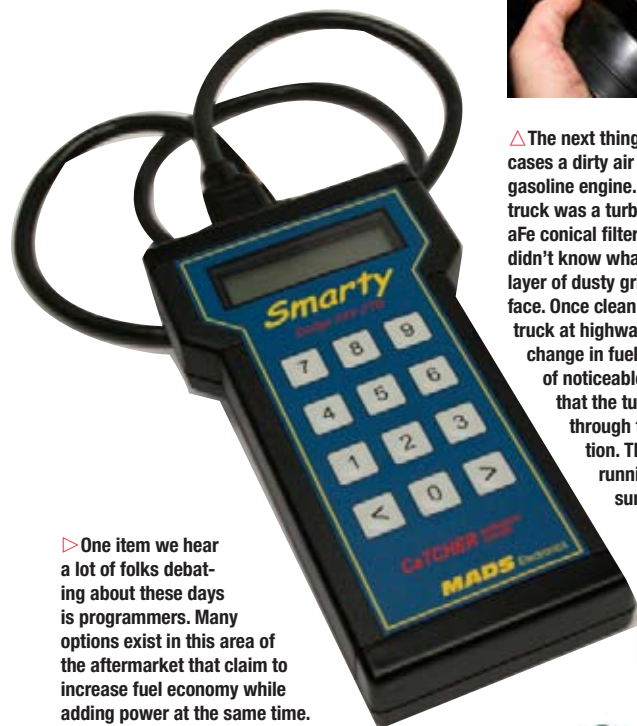 Smarty
7 8 9
4 5 6
1 2 3
< 0 >
CaTCHER
MADS Electronics
▷One item we hear
a lot of folks debat-
ing about these days
is programmers. Many
options exist in this area of
the aftermarket that claim to
increase fuel economy while
adding power at the same time.
△The next thing
cases a dirty air
gasoline engine.
truck was a turb
aFe conical filter
didn't know wha
layer of dusty gri
face. Once clean
truck at highwa
change in fuel
of noticeable
that the tu
through t
tion. Th
runni
sur